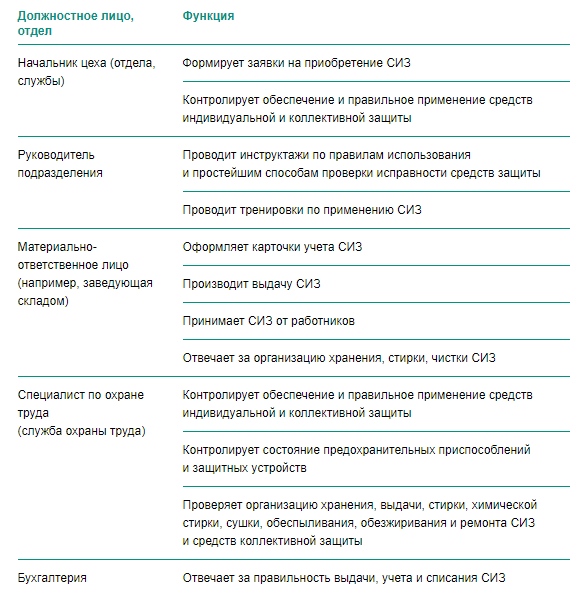 Должностное лицо,
отдел
Функция
Начальник цеха (отдела,
службы)
Формирует заявки на приобретение СИЗ
Контролирует обеспечение и правильное применение средств
индивидуальной и коллективной защиты
Руководитель
подразделения
Проводит инструктажи по правилам использования
и простейшим способам проверки исправности средств защиты
Проводит тренировки по применению СИЗ
Материально-
ответственное лицо
(например, заведующая
складом)
Оформляет карточки учета СИЗ
Производит выдачу СИЗ
Принимает СИЗ от работников
Отвечает за организацию хранения, стирки, чистки СИЗ
Специалист по охране
труда
(служба охраны труда)
Контролирует обеспечение и правильное применение средств
индивидуальной и коллективной защиты
Контролирует состояние предохранительных приспособлений
и защитных устройств
Проверяет организацию хранения, выдачи, стирки, химической
стирки, сушки, обеспыливания, обезжиривания и ремонта СИЗ
и средств коллективной защиты
Бухгалтерия
Отвечает за правильность выдачи, учета и списания СИЗ